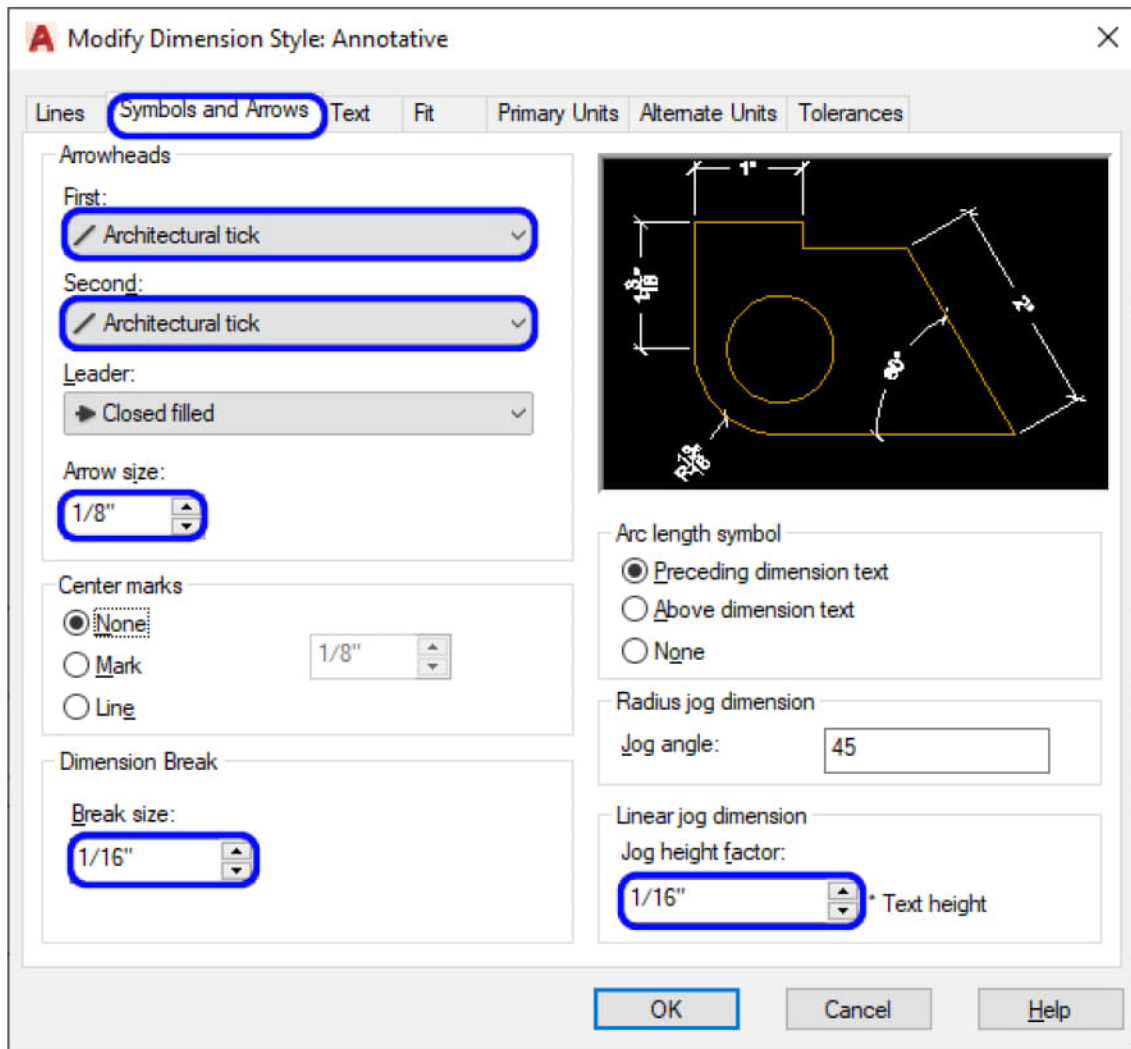 Modify Dimension Style: Annotative
Lines Symbols and Arrows Text Fit Primary Units Alternate Units Tolerances
Arrowheads
First:
Architectural tick
Second:
Architectural tick
Leader:
Closed filled
Arrow size:
1/8"
Center marks
None
Mark
1/8"
Line
Dimension Break
Break size:
1/16"
1"
2"
Arc length symbol
Preceding dimension text
Above dimension text
None
Radius jog dimension
Jog angle:
45
Linear jog dimension
Jog height factor:
1/16"
* Text height
OK Cancel Help